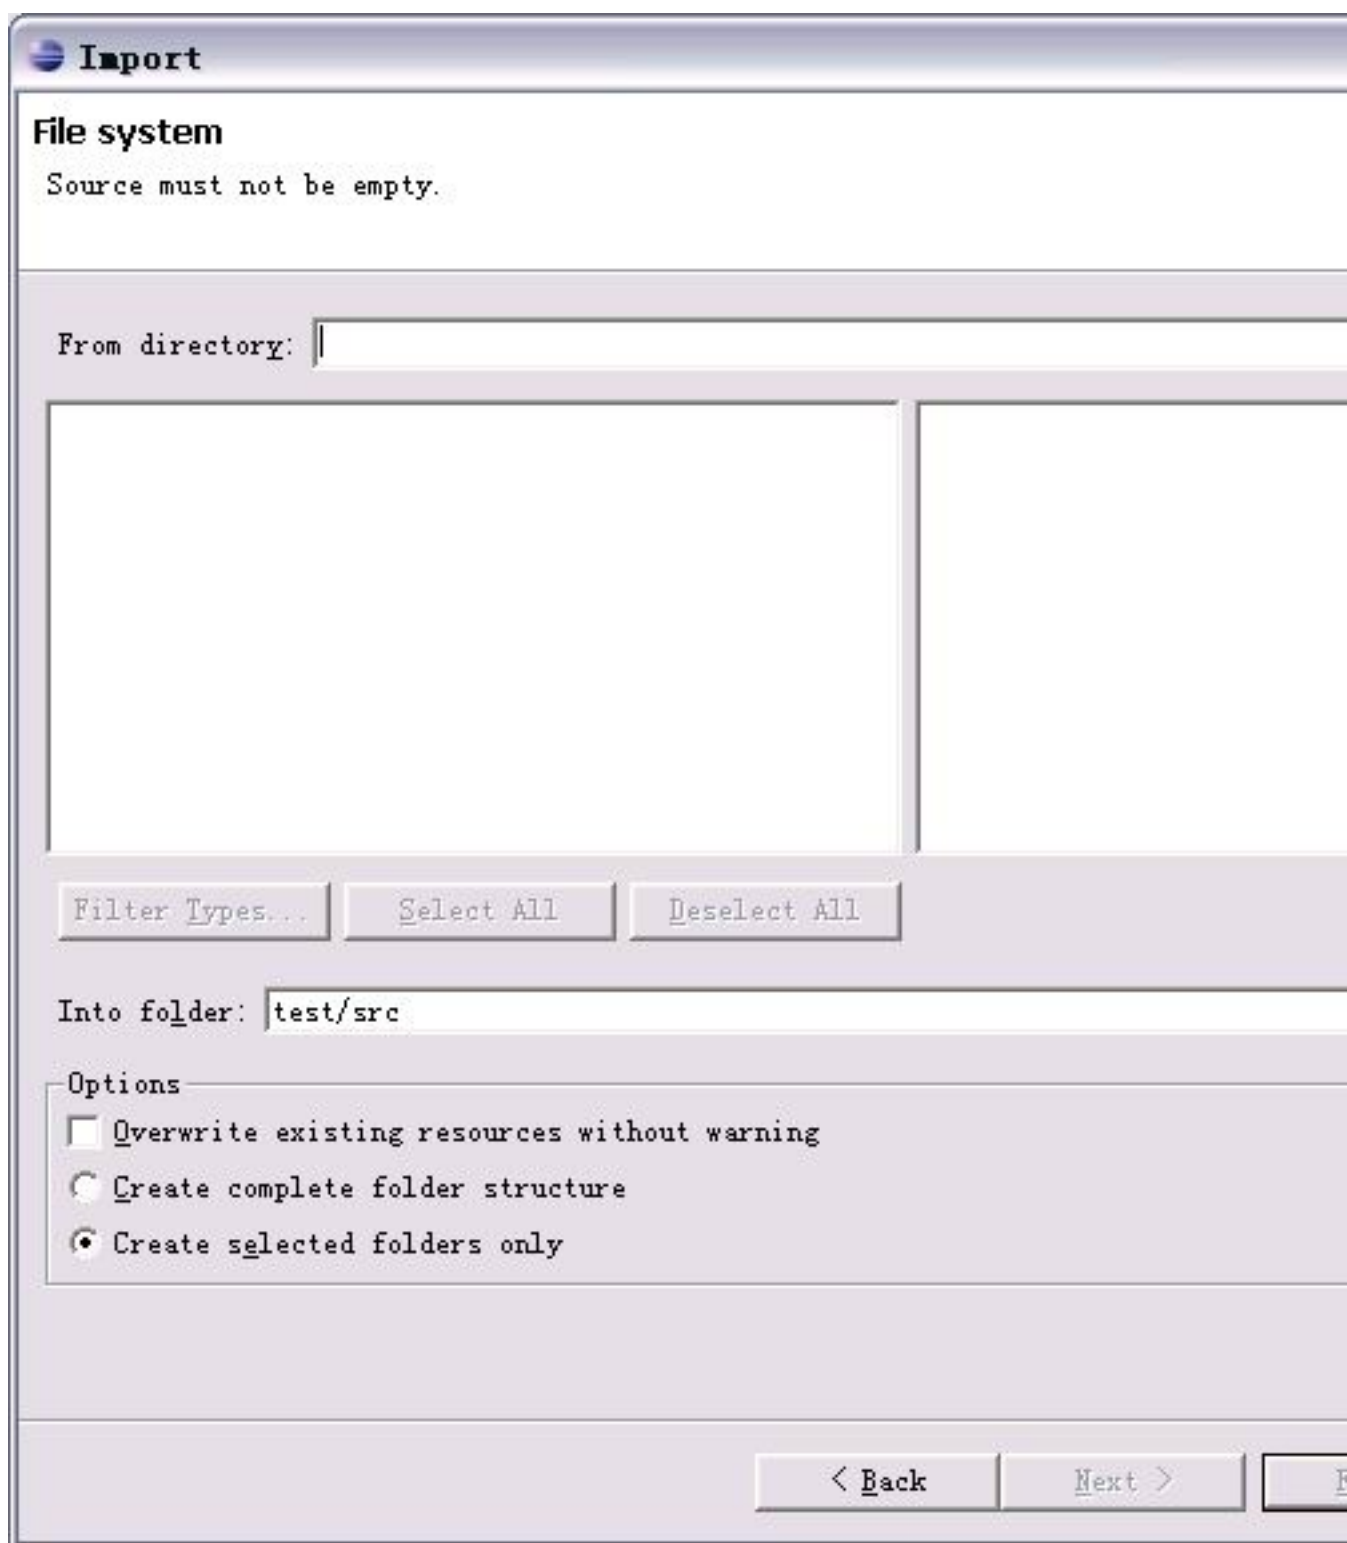 Import
File system
Source must not be empty.
From directory:
Filter Types... Select All Deselect All
Into folder: test/src
Options
Overwrite existing resources without warning
Create complete folder structure
Create selected folders only
< Back Next >